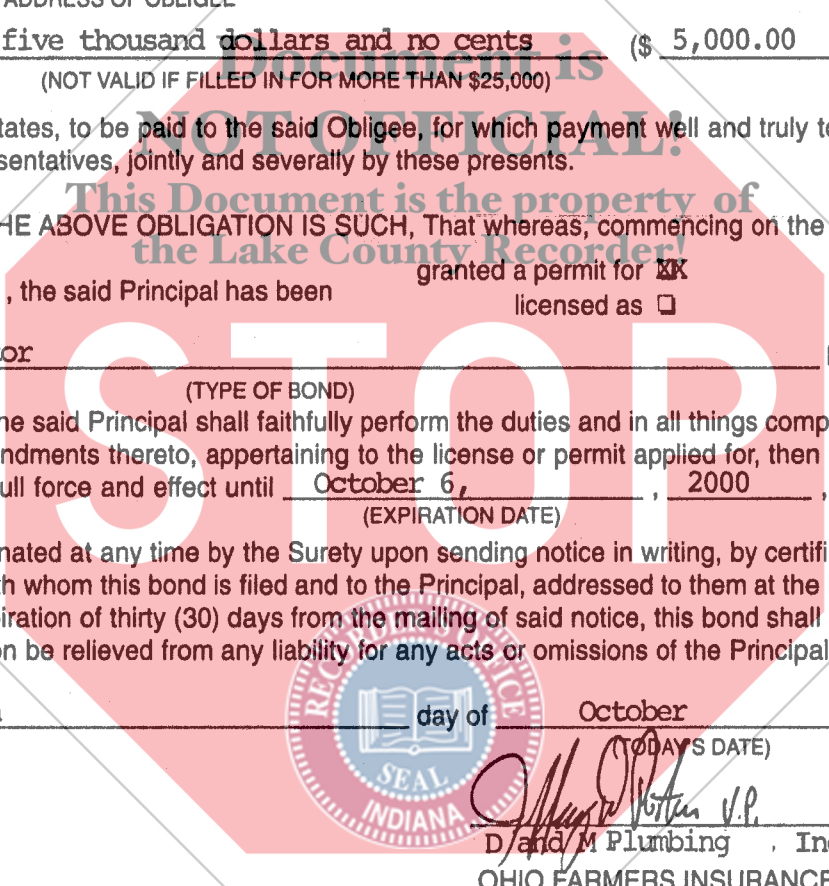 ADDRESS OF OBLIGEE
five thousand dollars and no cents ($ 5,000.00
Document is
(NOT VALID IF FILLED IN FOR MORE THAN $25,000)
NOT OFFICIAL!
tates, to be paid to the said Obligee, for which payment well and truly to
sentatives, jointly and severally by these presents.
This Document is the property of
HE ABOVE OBLIGATION IS SUCH, That whereas, commencing on the
the Lake County Recorder!
granted a permit for XX
, the said Principal has been
licensed as
or
STOP
(TYPE OF BOND)
he said Principal shall faithfully perform the duties and in all things comp
ndments thereto, appertaining to the license or permit applied for, then
ull force and effect until October 6, , 2000 ,
(EXPIRATION DATE)
nated at any time by the Surety upon sending notice in writing, by certifi
th whom this bond is filed and to the Principal, addressed to them at the
iration of thirty (30) days from the mailing of said notice, this bond shall
on be relieved from any liability for any acts or omissions of the Principal
RECORDER'S OFFICE
day of October
(TODAY'S DATE)
SEAL
INDIANA
V.P.
D and M Plumbing , Inc
OHIO FARMERS INSURANCE